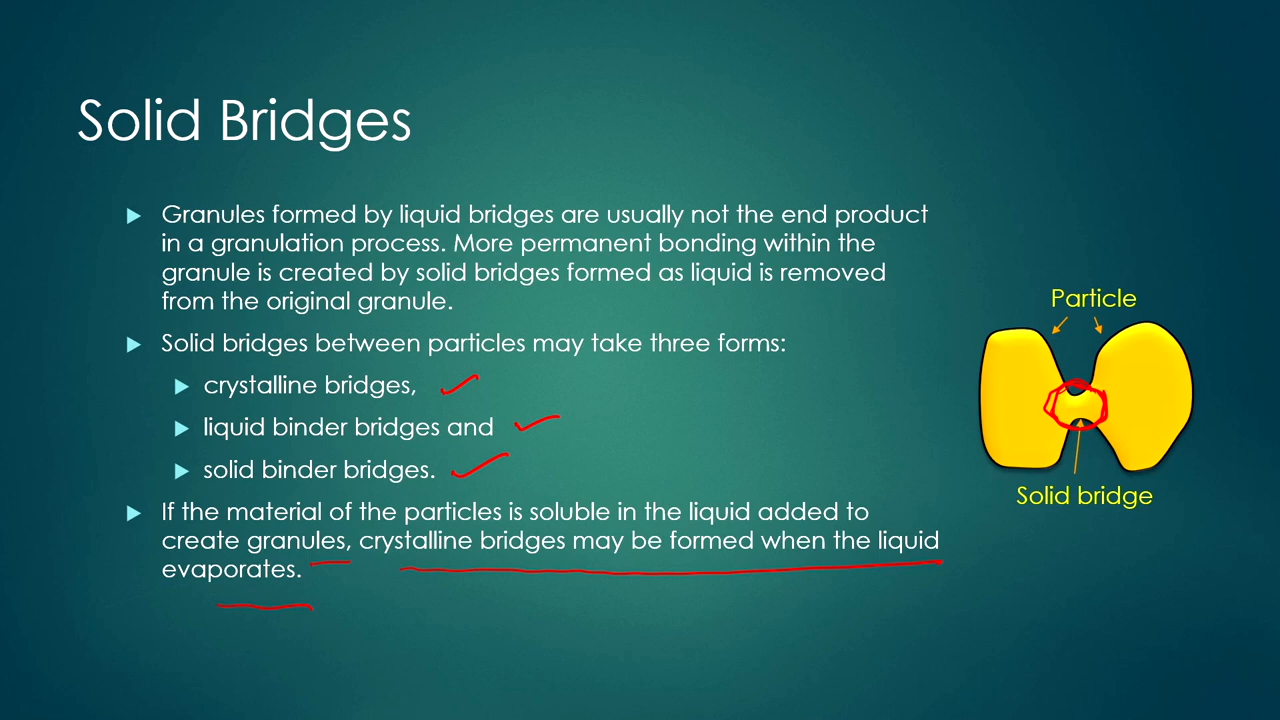 Solid Bridges
Granules formed by liquid bridges are usually not the end product
in a granulation process. More permanent bonding within the
granule is created by solid bridges formed as liquid is removed
from the original granule.
Solid bridges between particles may take three forms:
crystalline bridges,
liquid binder bridges and
solid binder bridges.
If the material of the particles is soluble in the liquid added to
create granules, crystalline bridges may be formed when the liquid
evaporates.
Particle
Solid bridge